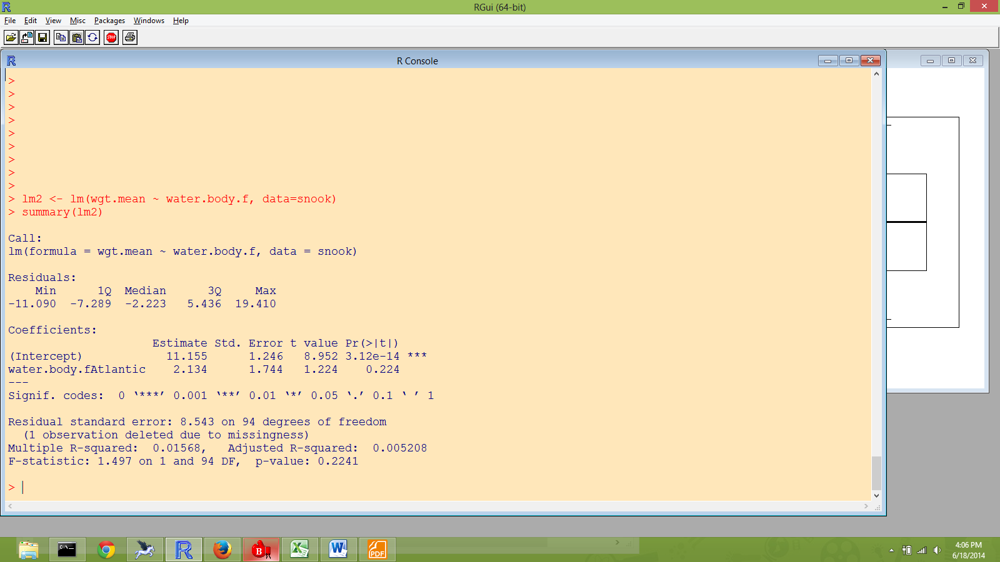 RGui (64-bit)
File Edit View Misc Packages Windows Help
STOP
R Console
>
>
>
>
>
>
>
>
>
> lm2 <- lm(wgt.mean ~ water.body.f, data=snook)
> summary(lm2)
Call:
lm(formula = wgt.mean ~ water.body.f, data = snook)
Residuals:
    Min      1Q  Median      3Q     Max
-11.090  -7.289  -2.223   5.436  19.410
Coefficients:
                     Estimate Std. Error t value Pr(>|t|)
(Intercept)            11.155      1.246   8.952 3.12e-14 ***
water.body.fAtlantic    2.134      1.744   1.224    0.224
---
Signif. codes:  0 ‘***’ 0.001 ‘**’ 0.01 ‘*’ 0.05 ‘.’ 0.1 ‘ ’ 1
Residual standard error: 8.543 on 94 degrees of freedom
  (1 observation deleted due to missingness)
Multiple R-squared:  0.01568,   Adjusted R-squared:  0.005208
F-statistic: 1.497 on 1 and 94 DF,  p-value: 0.2241
>
C:\_
R
B
X
W
PDF
4:06 PM
6/18/2014